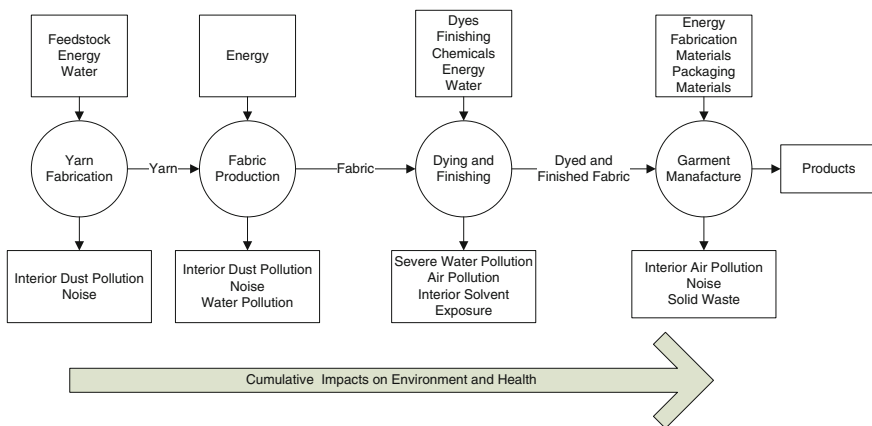 Feedstock
Energy
Water
Energy
Dyes
Finishing
Chemicals
Energy
Water
Energy
Fabrication
Materials
Packaging
Materials
Yarn
Fabrication
Yarn
Fabric
Production
Fabric
Dying and
Finishing
Dyed and
Finished Fabric
Garment
Manufacture
Products
Interior Dust Pollution
Noise
Interior Dust Pollution
Noise
Water Pollution
Severe Water Pollution
Air Pollution
Interior Solvent
Exposure
Interior Air Pollution
Noise
Solid Waste
Cumulative Impacts on Environment and Health